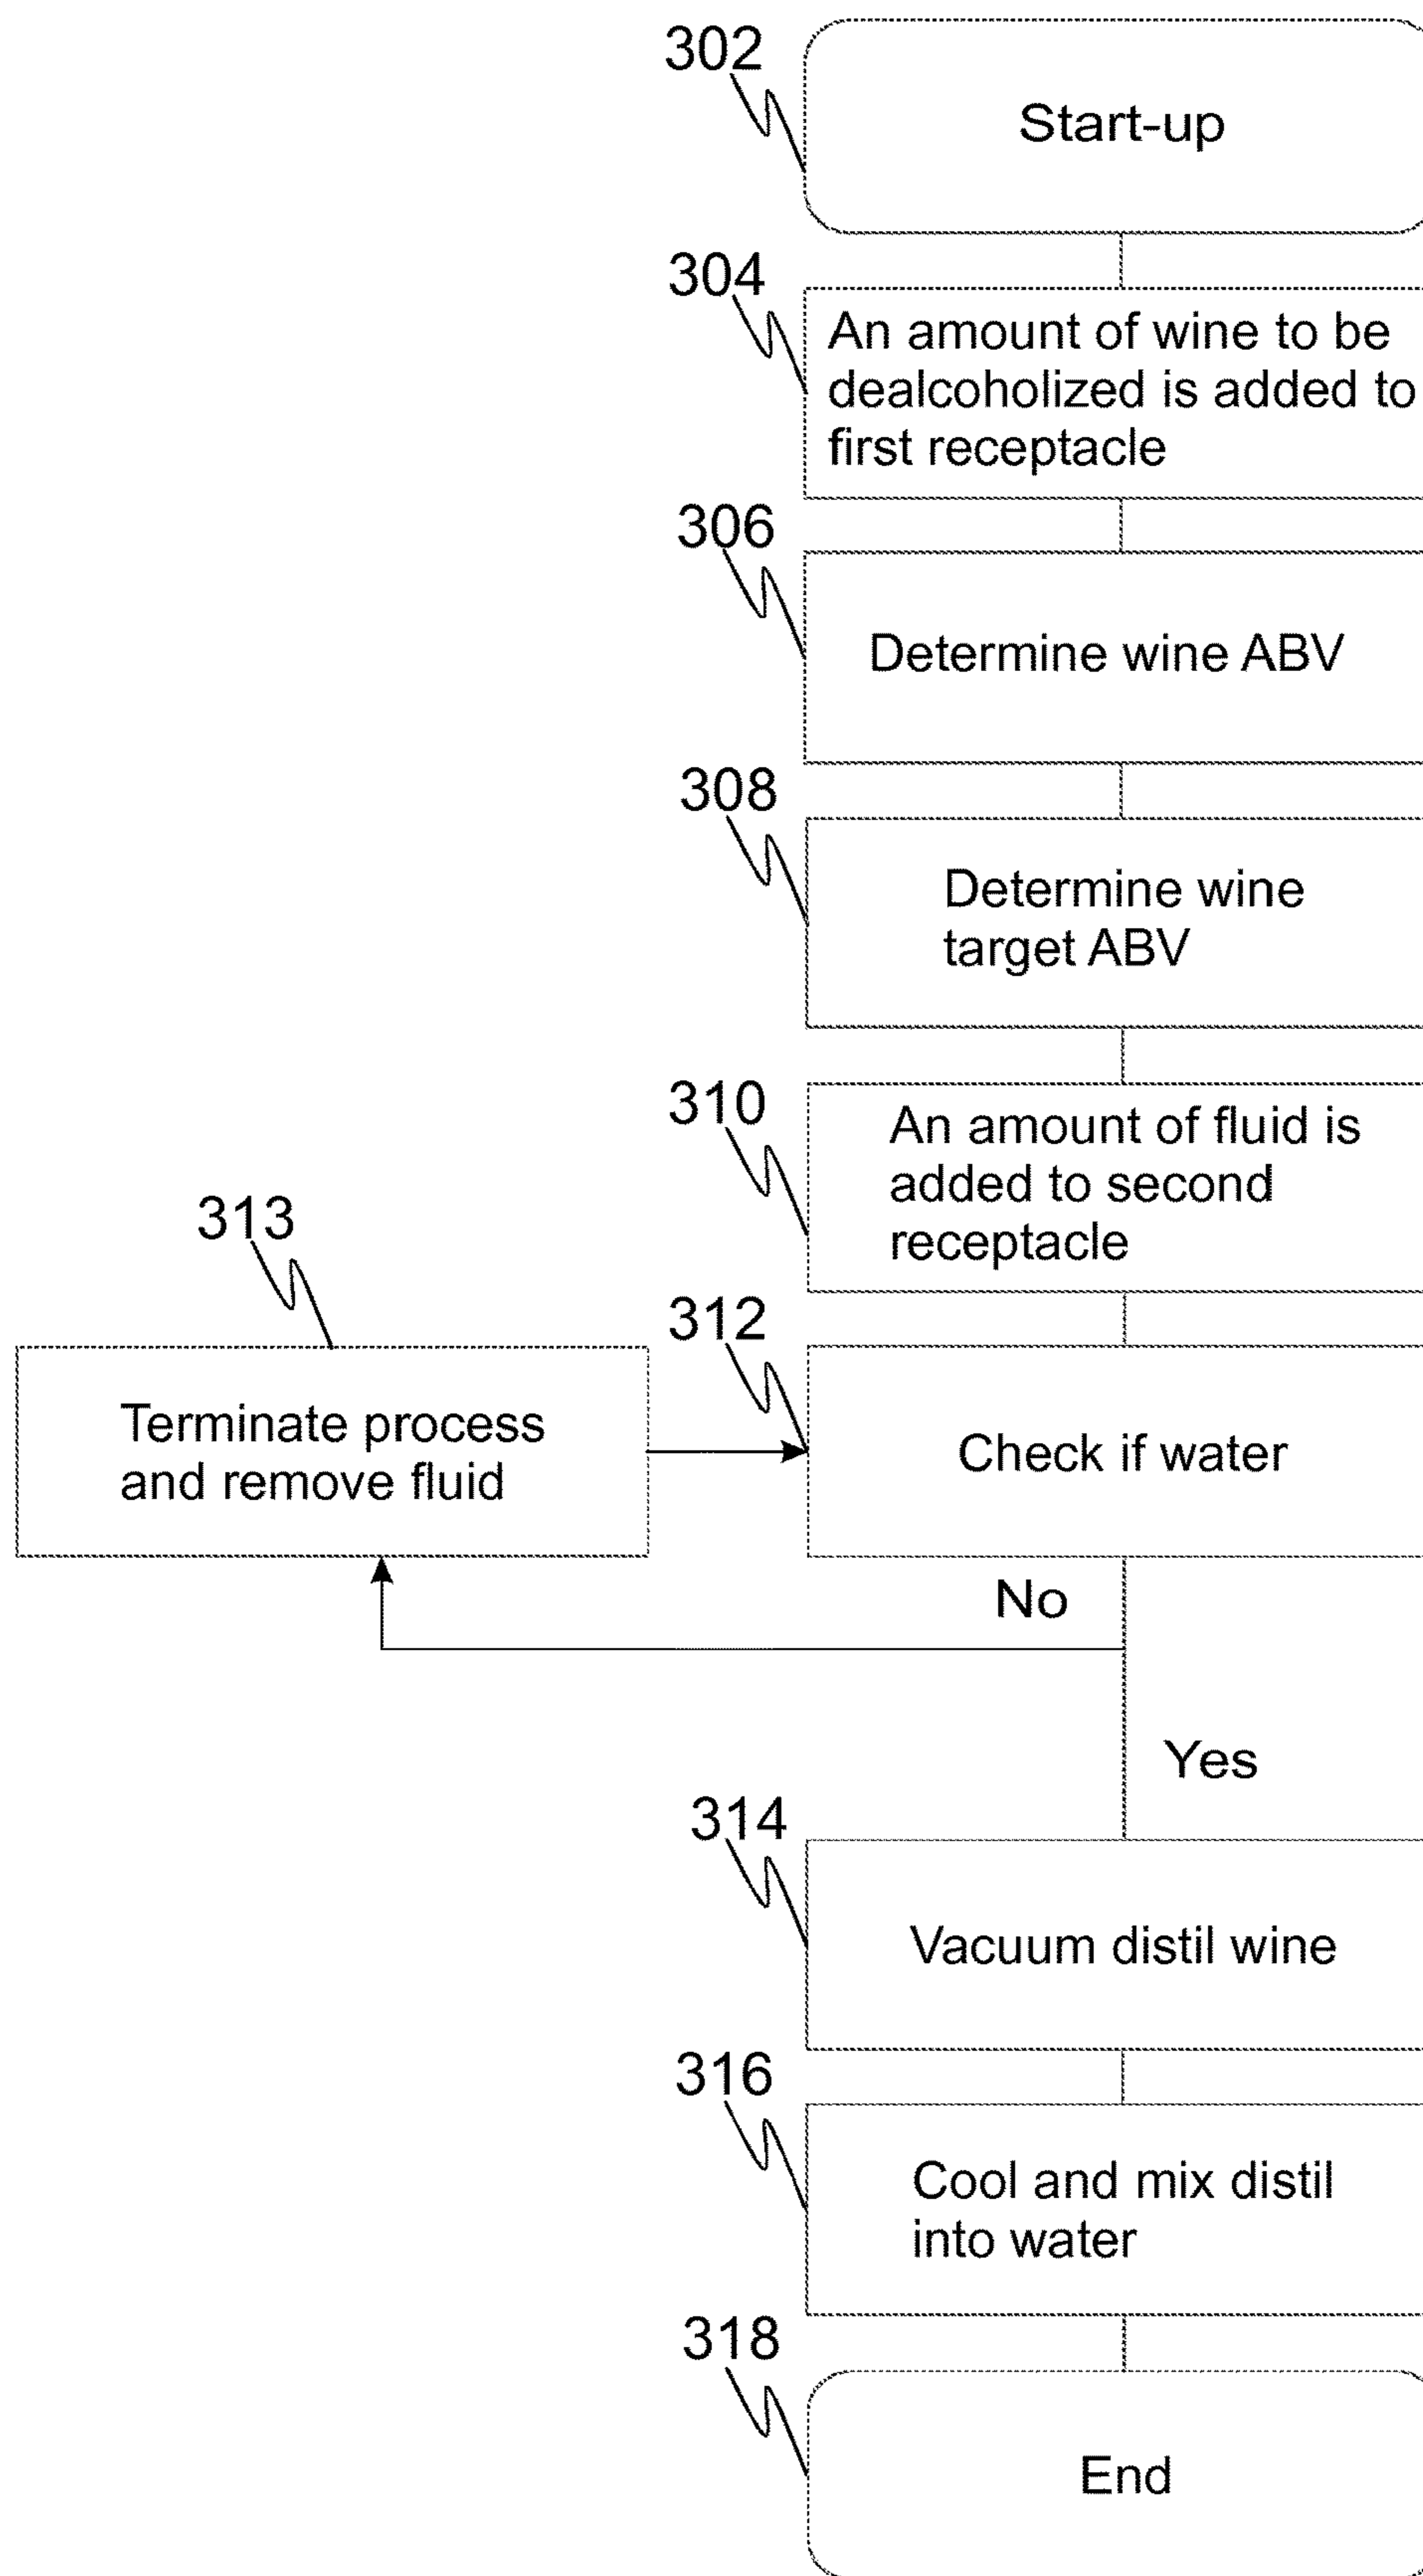 302
Start-up
304
An amount of wine to be
dealcoholized is added to
first receptacle
306
Determine wine ABV
308
Determine wine
target ABV
310
An amount of fluid is
added to second
receptacle
313
Terminate process
and remove fluid
312
Check if water
No
Yes
314
Vacuum distil wine
316
Cool and mix distil
into water
318
End